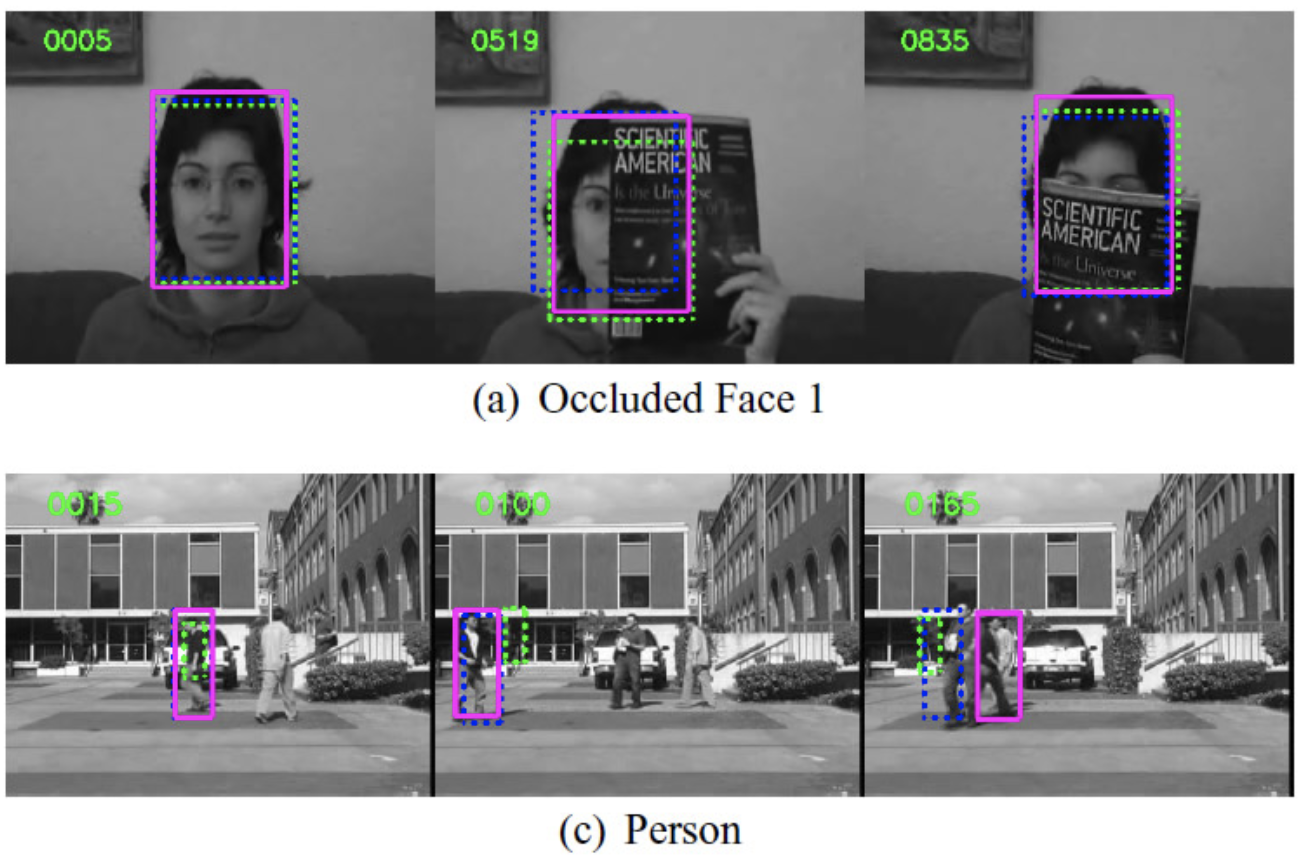 0005
0519
0835
SCIENTIFIC
AMERICAN
Is the Universe
SCIENTIFIC
AMERICAN
Is the Universe
(a) Occluded Face 1
0015
0100
0165
(c) Person